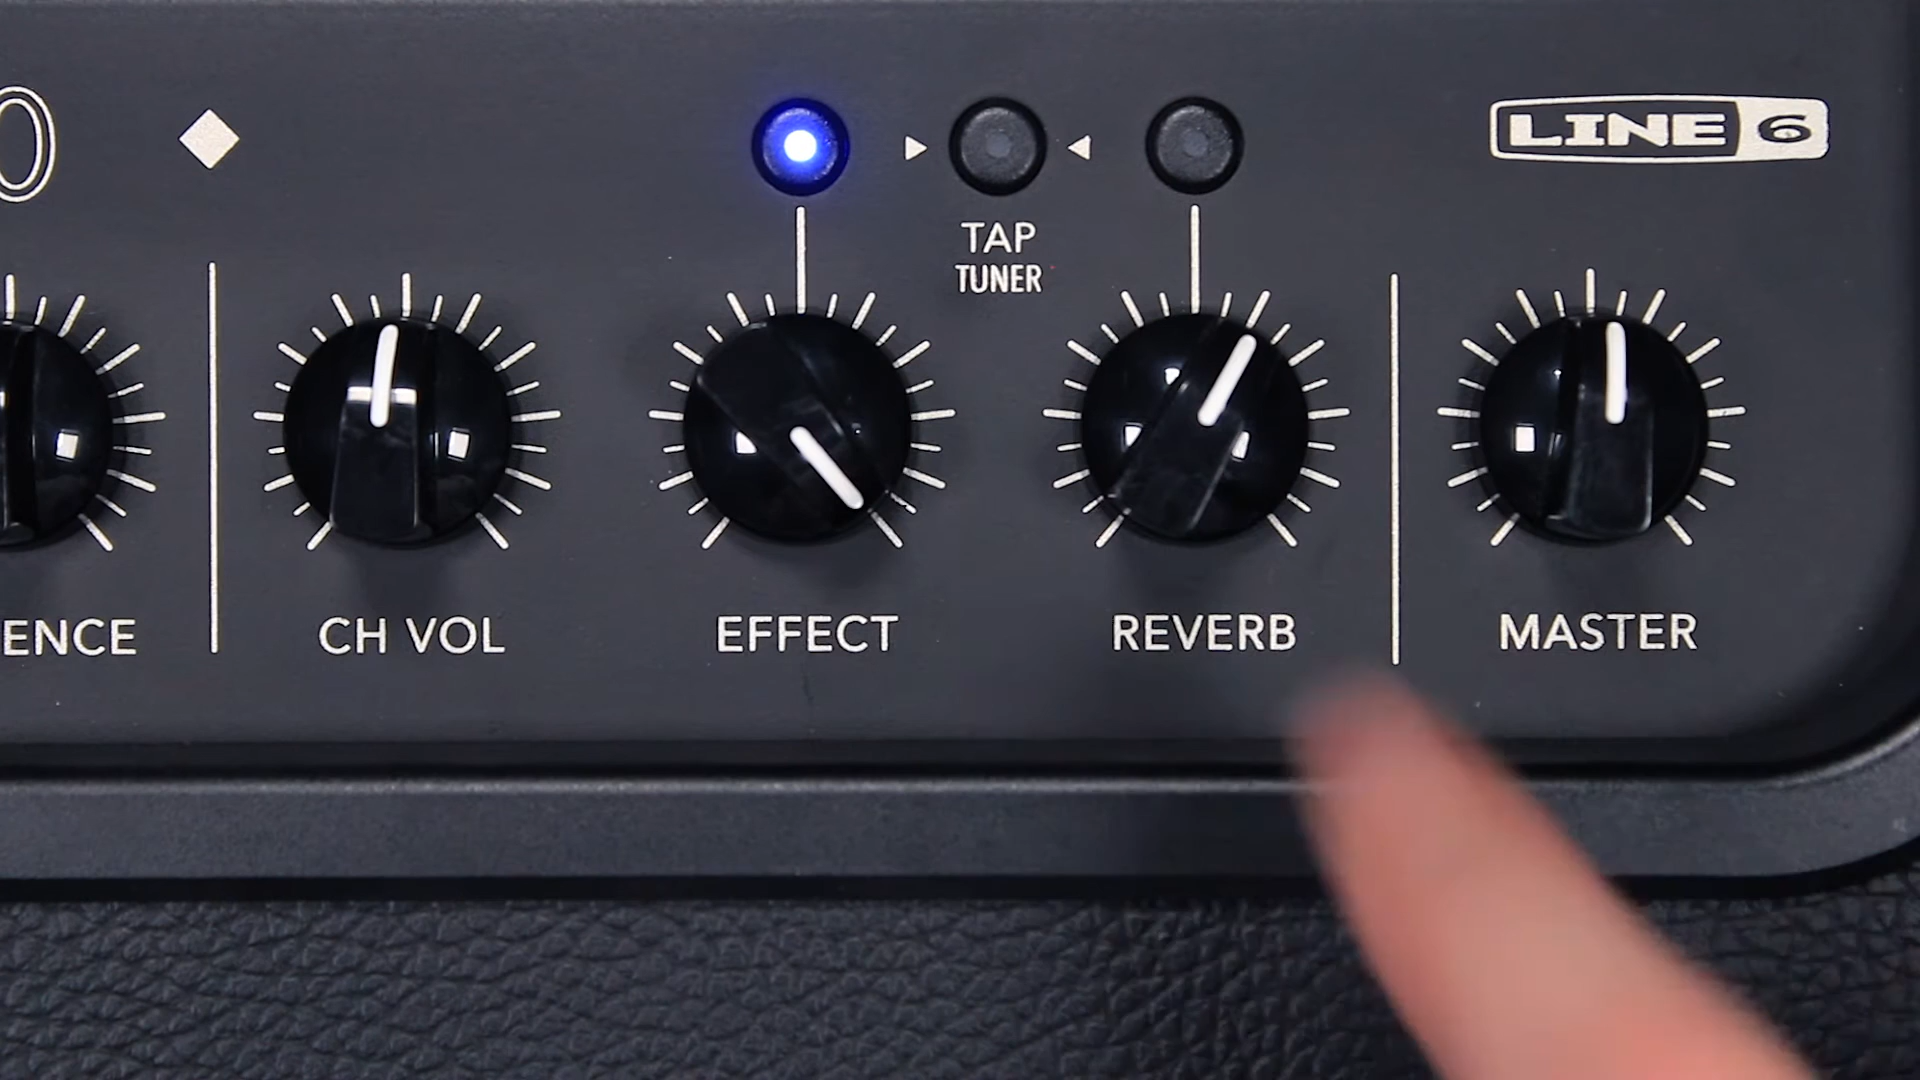 LINE 6
TAP
TUNER
ENCE
CH VOL
EFFECT
REVERB
MASTER